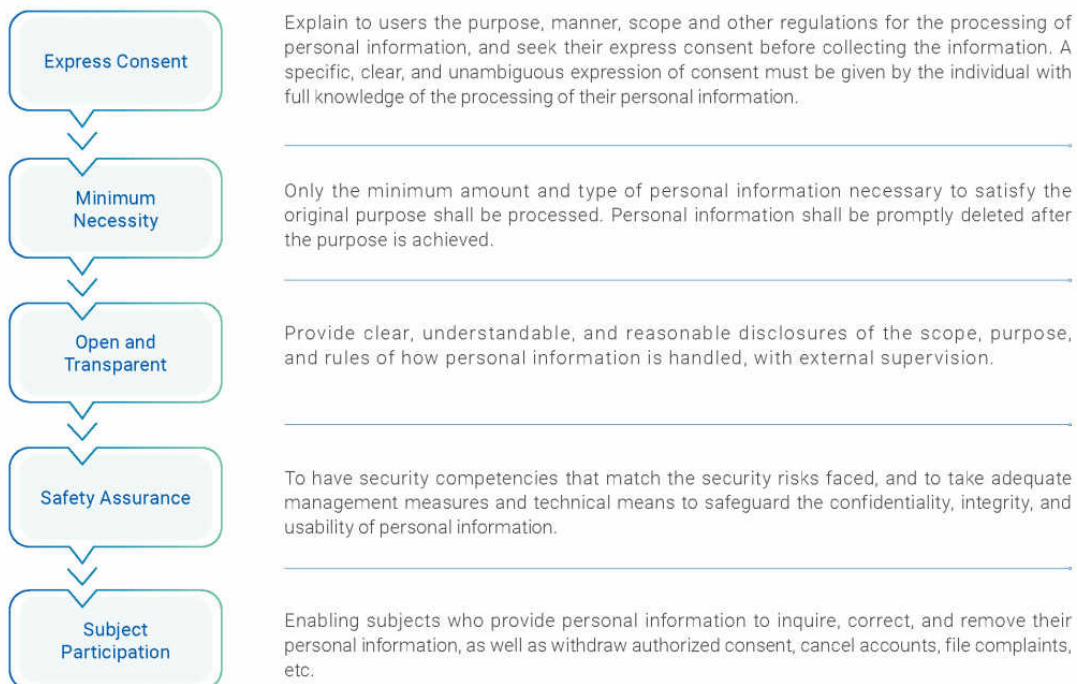 Express Consent
Explain to users the purpose, manner, scope and other regulations for the processing of
personal information, and seek their express consent before collecting the information. A
specific, clear, and unambiguous expression of consent must be given by the individual with
full knowledge of the processing of their personal information.
Minimum
Necessity
Only the minimum amount and type of personal information necessary to satisfy the
original purpose shall be processed. Personal information shall be promptly deleted after
the purpose is achieved.
Open and
Transparent
Provide clear, understandable, and reasonable disclosures of the scope, purpose,
and rules of how personal information is handled, with external supervision.
Safety Assurance
To have security competencies that match the security risks faced, and to take adequate
management measures and technical means to safeguard the confidentiality, integrity, and
usability of personal information.
Subject
Participation
Enabling subjects who provide personal information to inquire, correct, and remove their
personal information, as well as withdraw authorized consent, cancel accounts, file complaints,
etc.